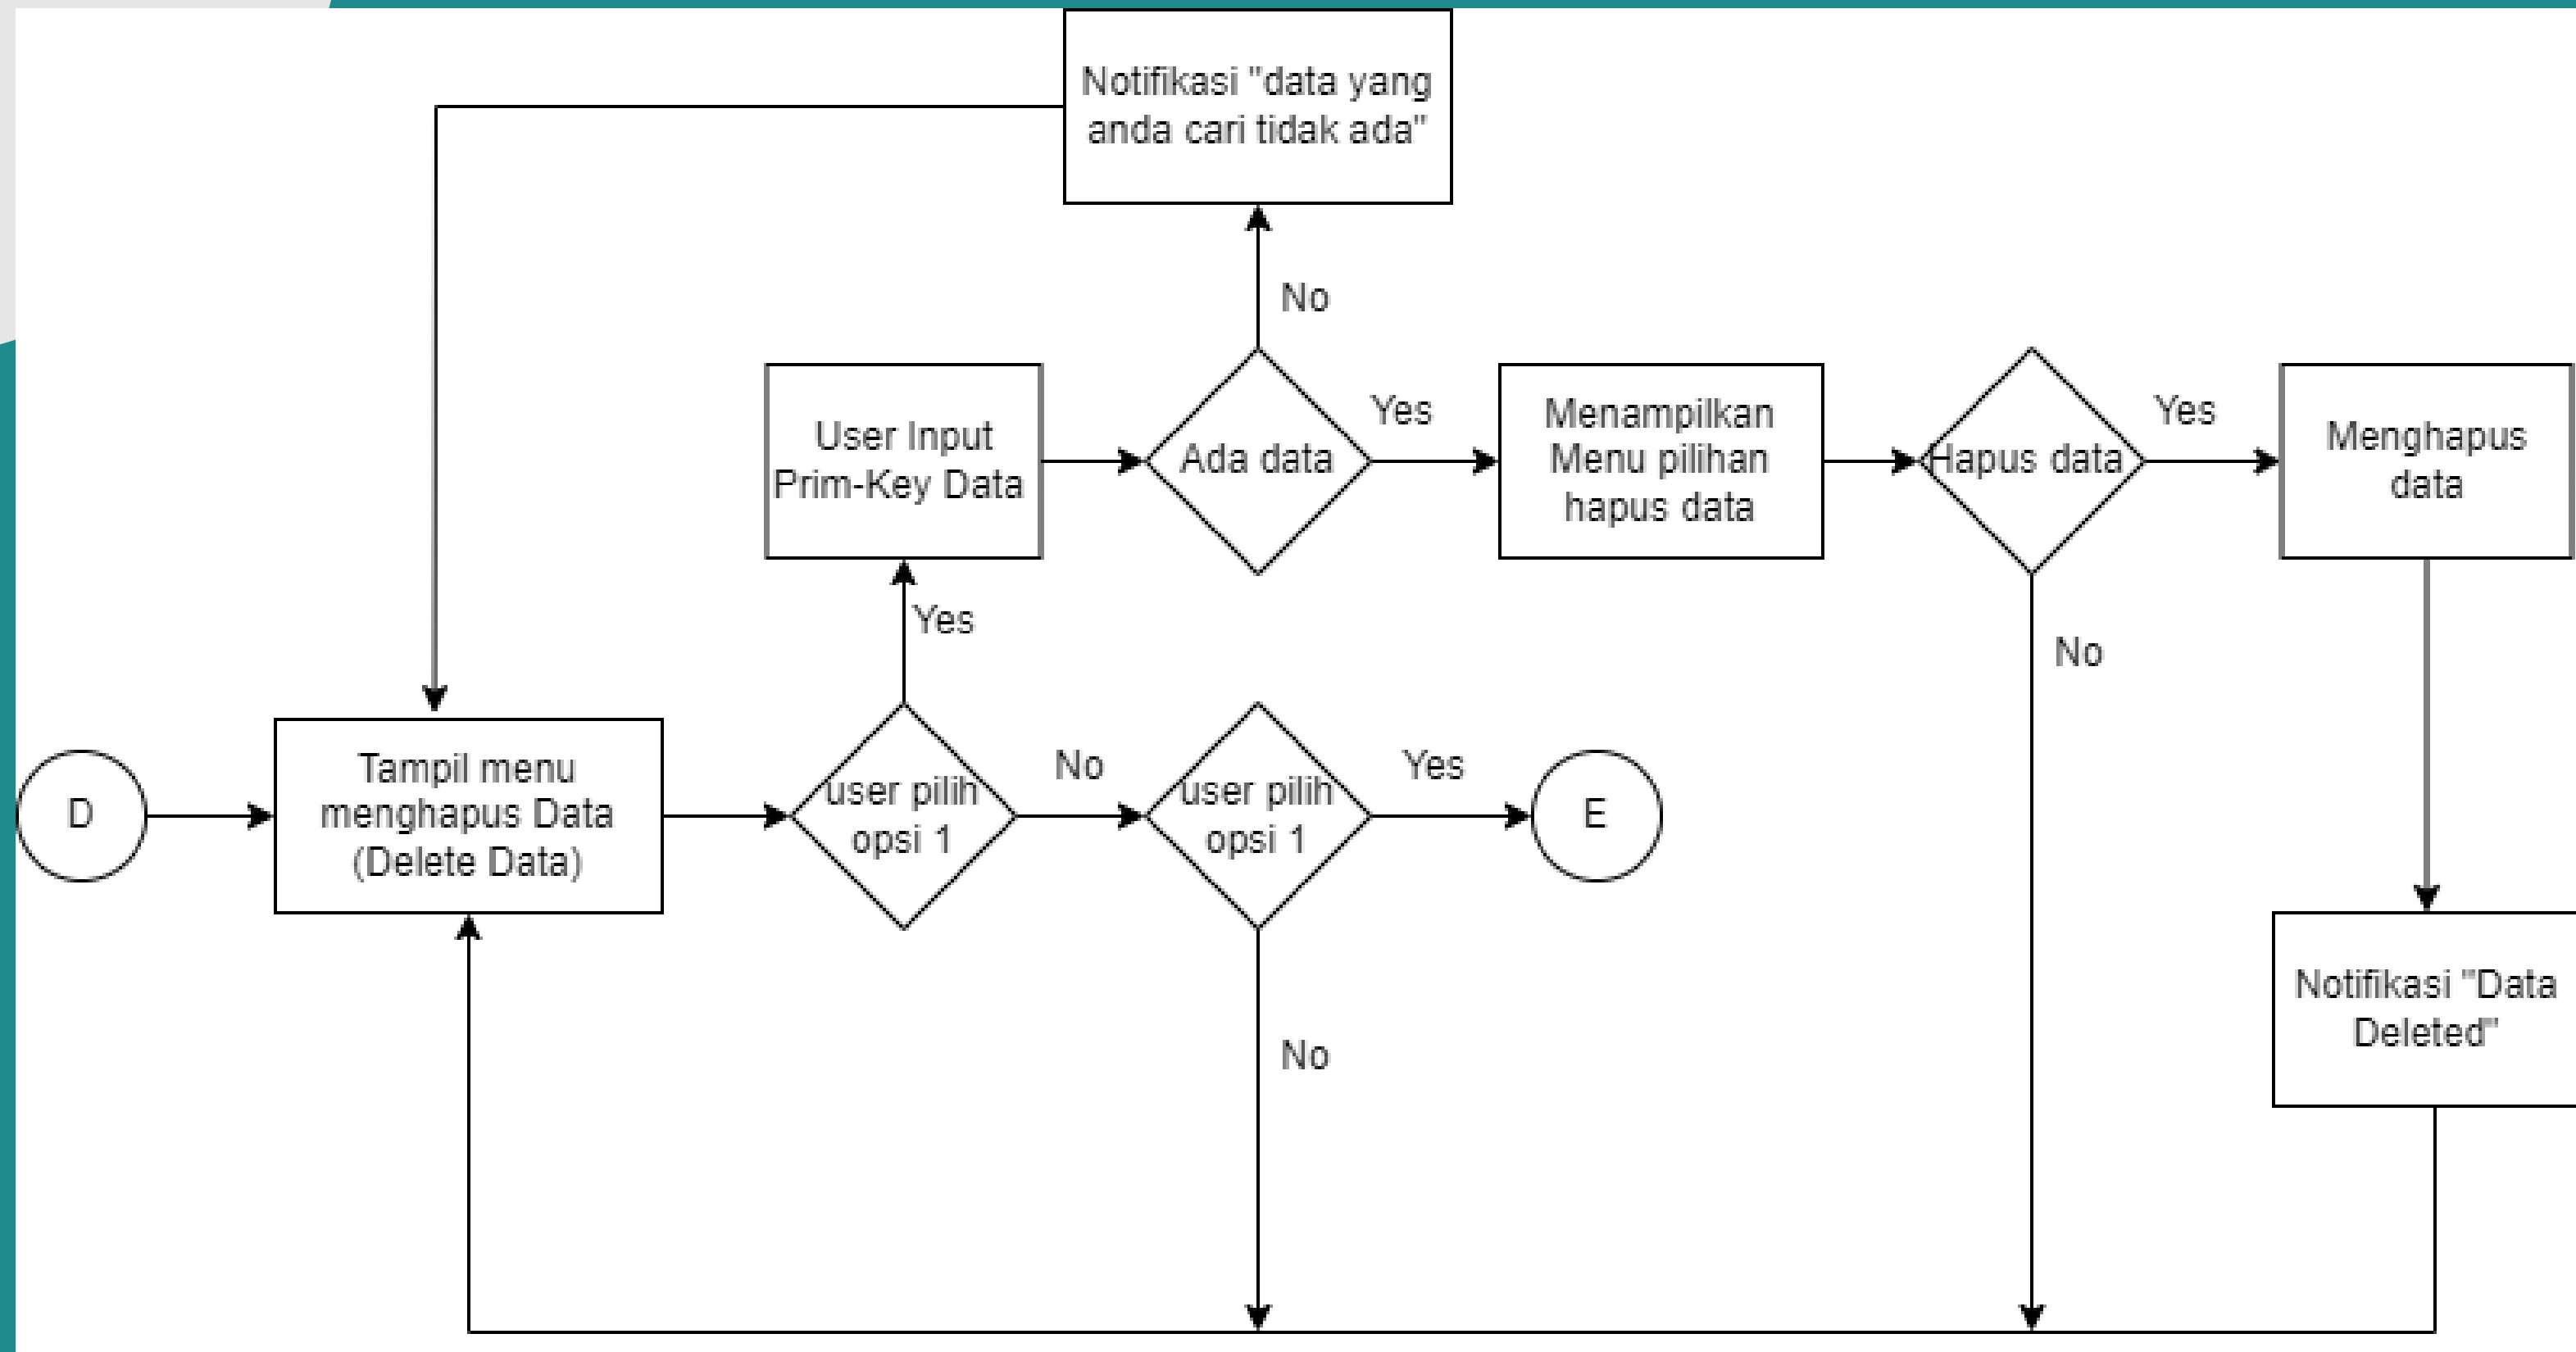 Notifikasi "data yang
anda cari tidak ada"
No
User Input
Prim-Key Data
Ada data
Yes
Menampilkan
Menu pilihan
hapus data
Hapus data
Yes
Menghapus
data
Yes
No
D
Tampil menu
menghapus Data
(Delete Data)
user pilih
opsi 1
No
user pilih
opsi 1
Yes
E
No
Notifikasi "Data
Deleted"